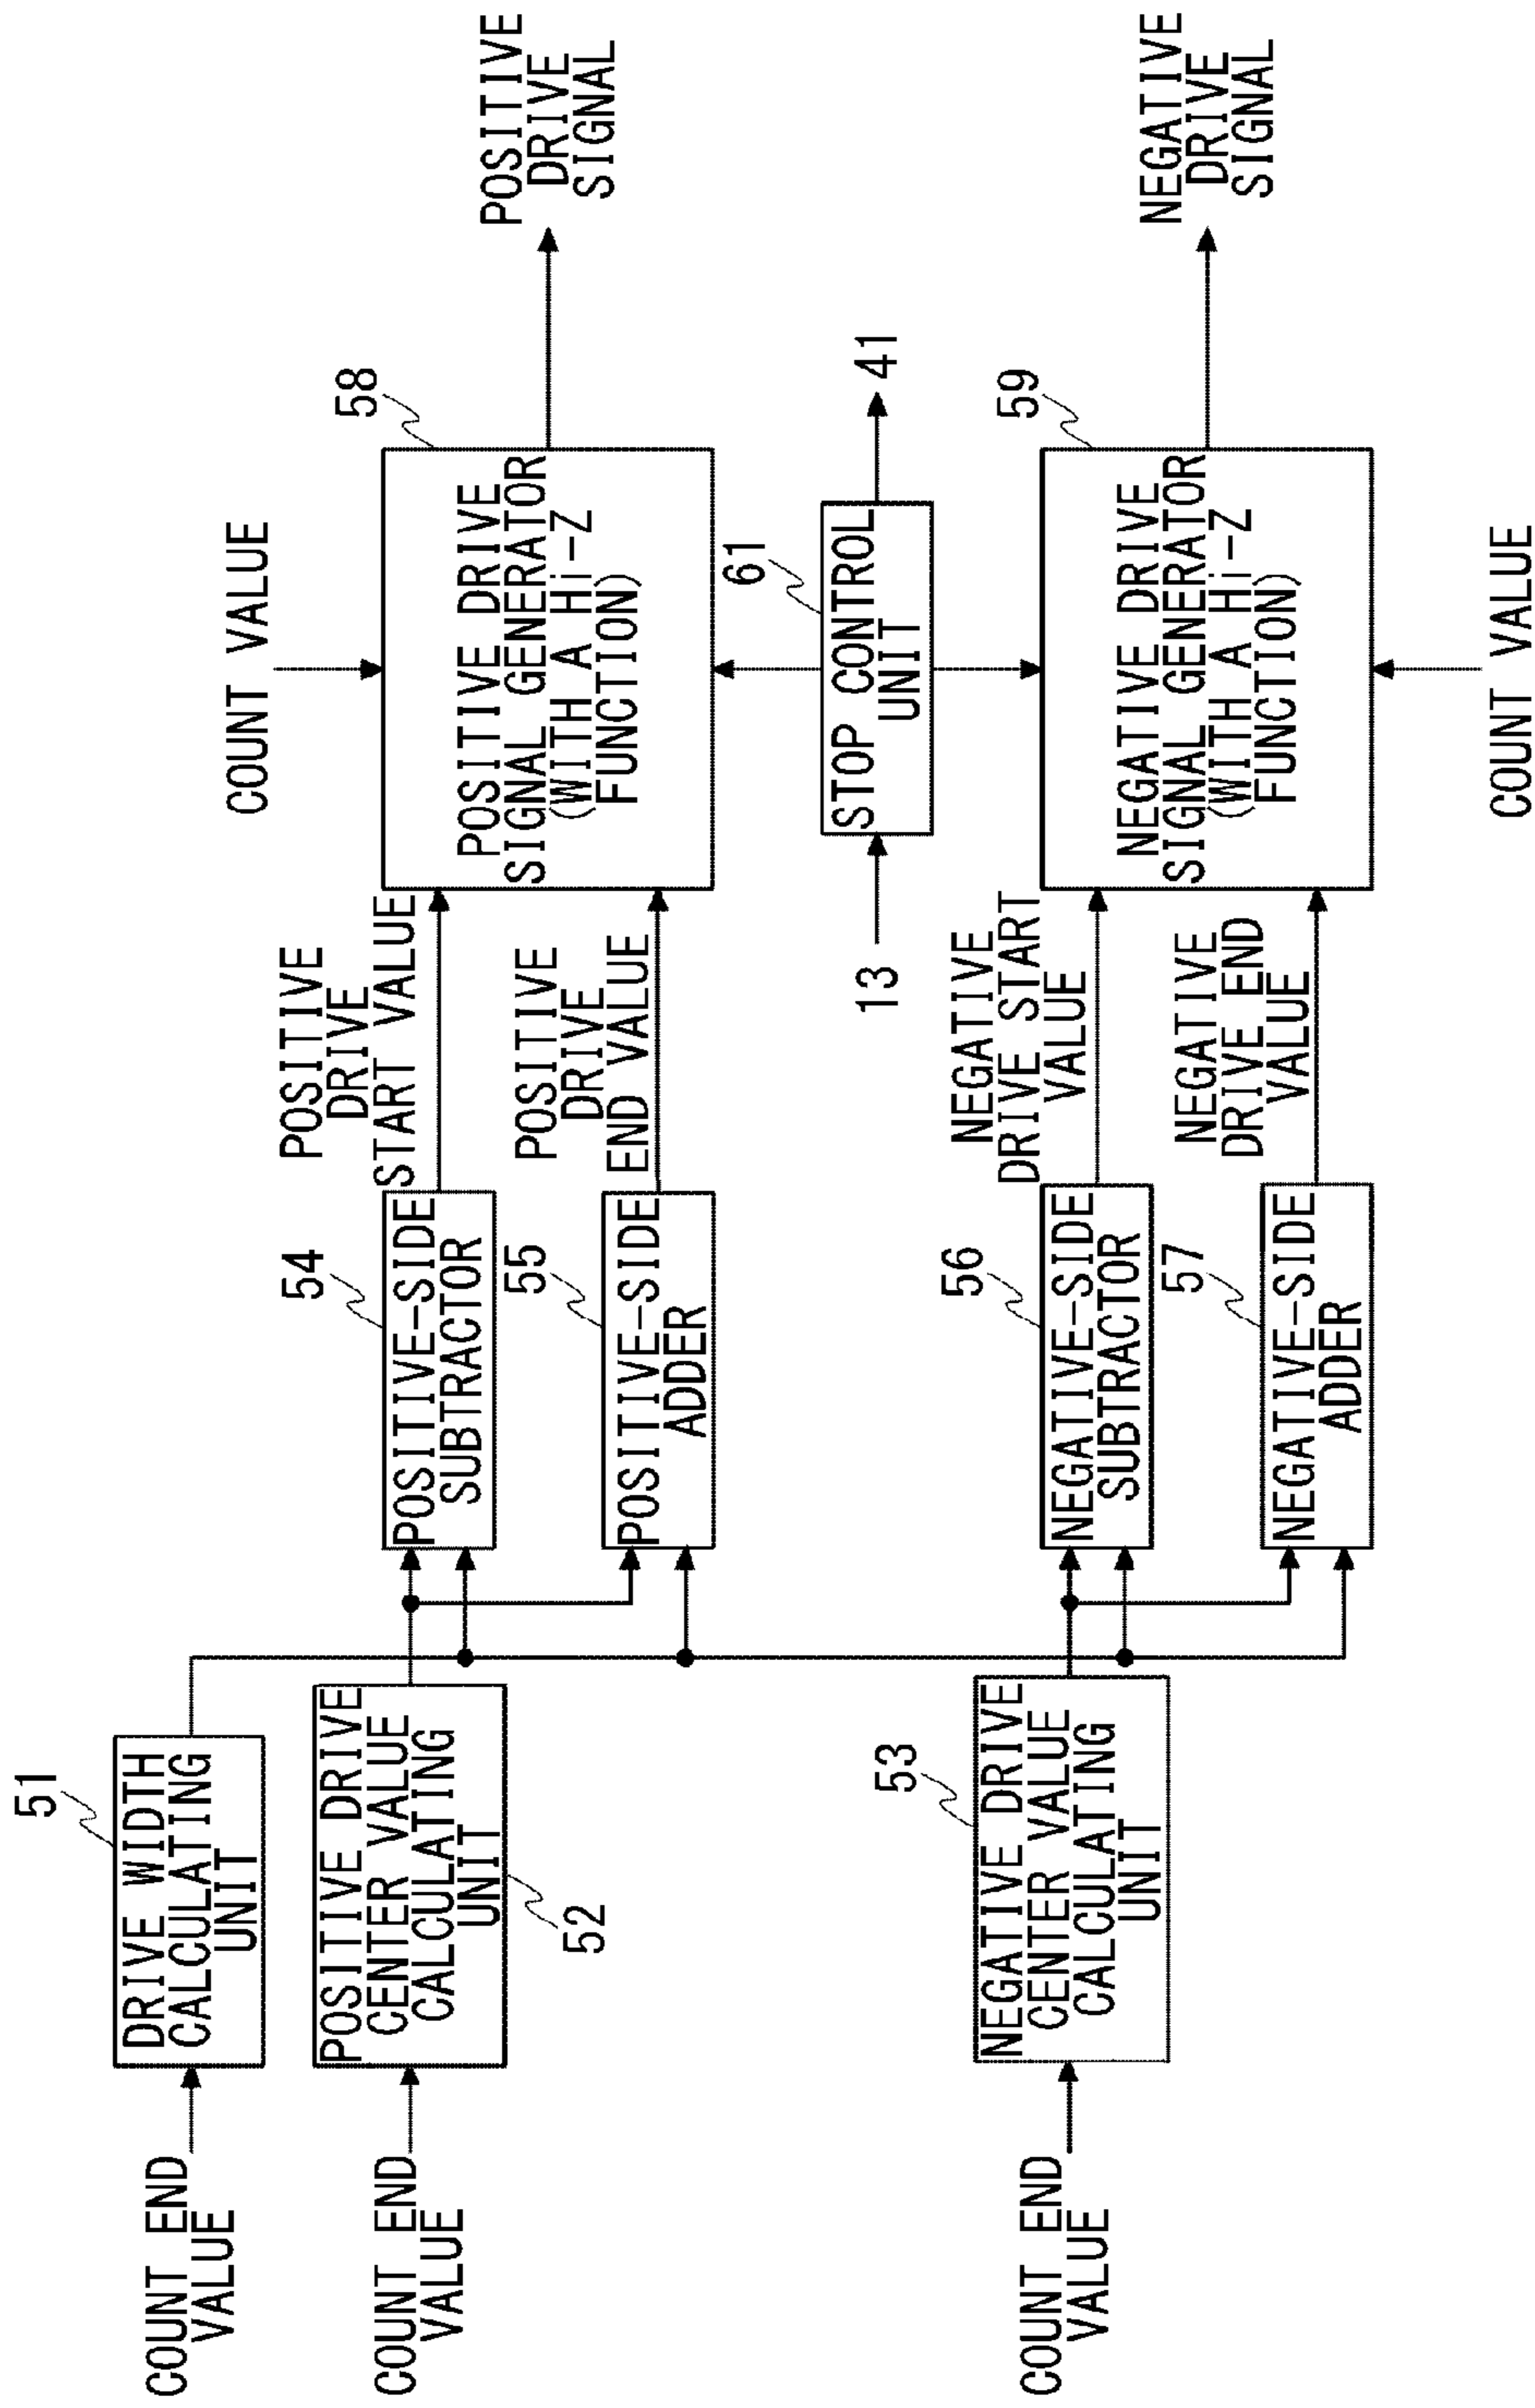 COUNT END
VALUE
51
DRIVE WIDTH
CALCULATING
UNIT
COUNT END
VALUE
POSITIVE DRIVE
CENTER VALUE
CALCULATING
UNIT
52
COUNT END
VALUE
53
NEGATIVE DRIVE
CENTER VALUE
CALCULATING
UNIT
54
POSITIVE-SIDE
SUBTRACTOR
55
POSITIVE-SIDE
ADDER
56
NEGATIVE-SIDE
SUBTRACTOR
57
NEGATIVE-SIDE
ADDER
POSITIVE
DRIVE
START VALUE
POSITIVE
DRIVE
END VALUE
NEGATIVE
DRIVE START
VALUE
NEGATIVE
DRIVE END
VALUE
COUNT VALUE
58
POSITIVE DRIVE
SIGNAL GENERATOR
(WITH A Hi-Z
FUNCTION)
13
61
STOP CONTROL
UNIT
41
59
NEGATIVE DRIVE
SIGNAL GENERATOR
(WITH A Hi-Z
FUNCTION)
COUNT VALUE
POSITIVE
DRIVE
SIGNAL
NEGATIVE
DRIVE
SIGNAL